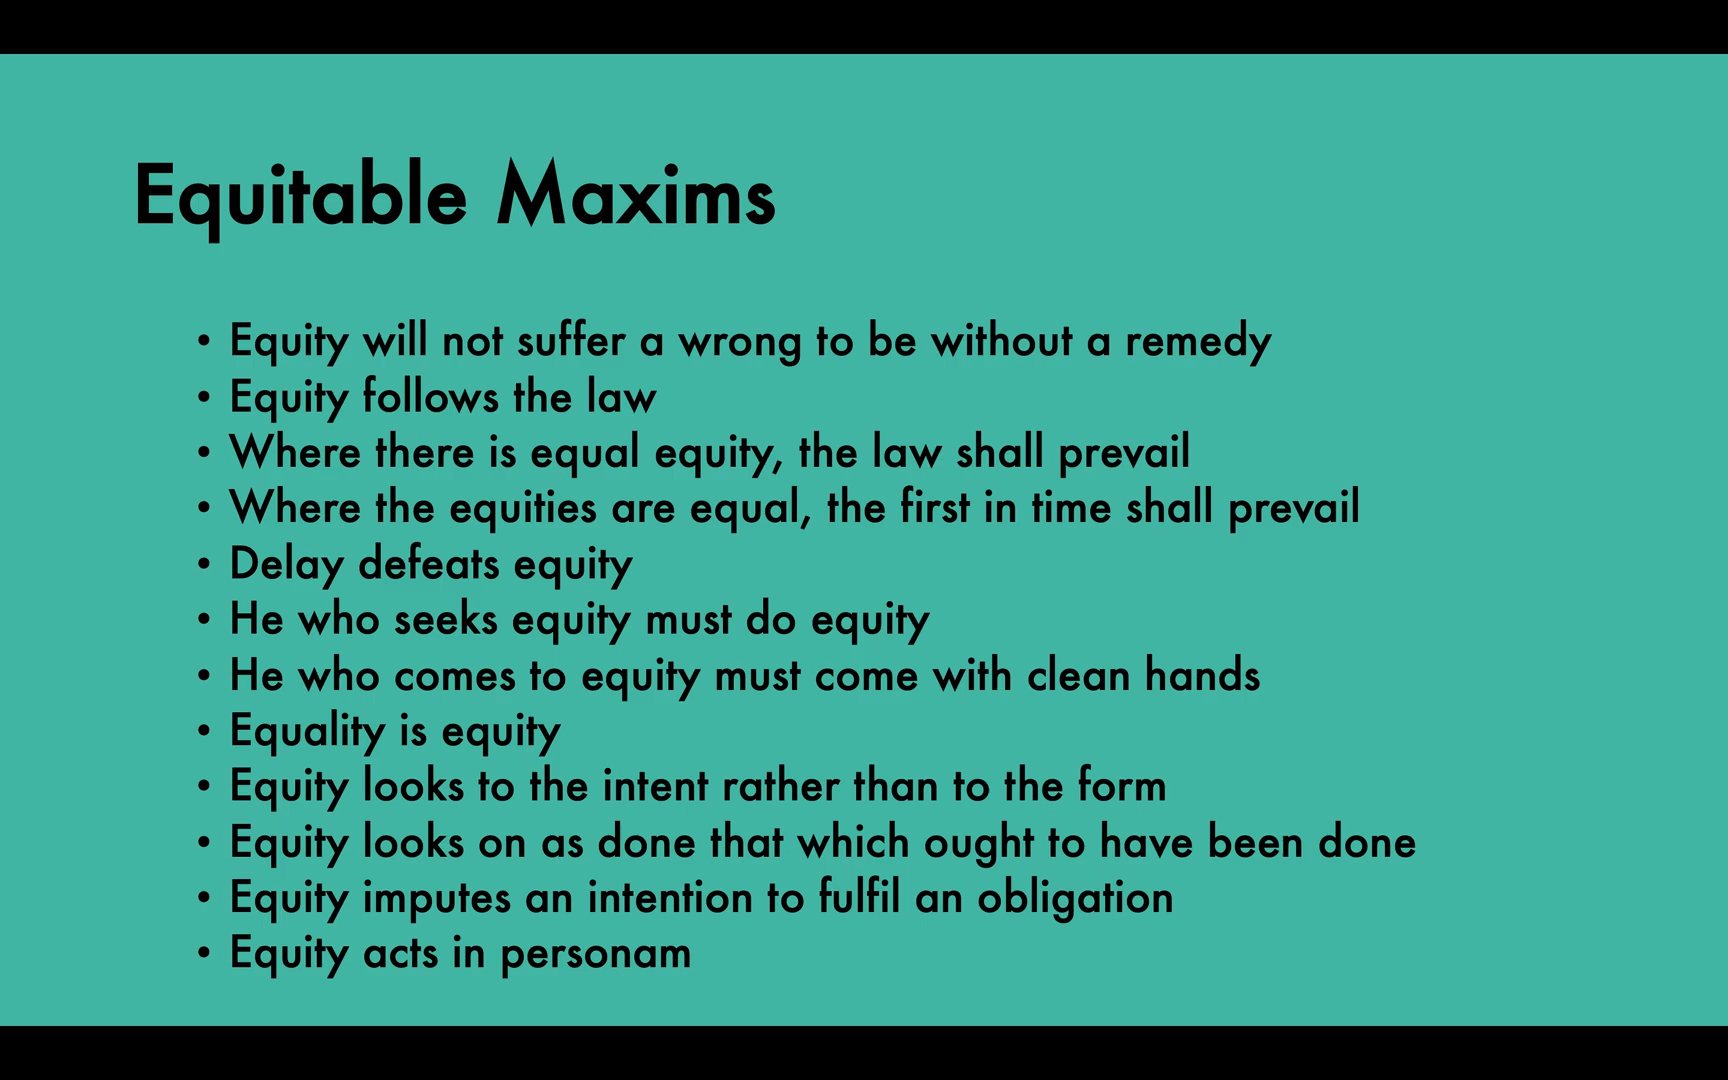 Equitable Maxims
• Equity will not suffer a wrong to be without a remedy
• Equity follows the law
• Where there is equal equity, the law shall prevail
• Where the equities are equal, the first in time shall prevail
• Delay defeats equity
• He who seeks equity must do equity
• He who comes to equity must come with clean hands
• Equality is equity
• Equity looks to the intent rather than to the form
• Equity looks on as done that which ought to have been done
• Equity imputes an intention to fulfil an obligation
• Equity acts in personam